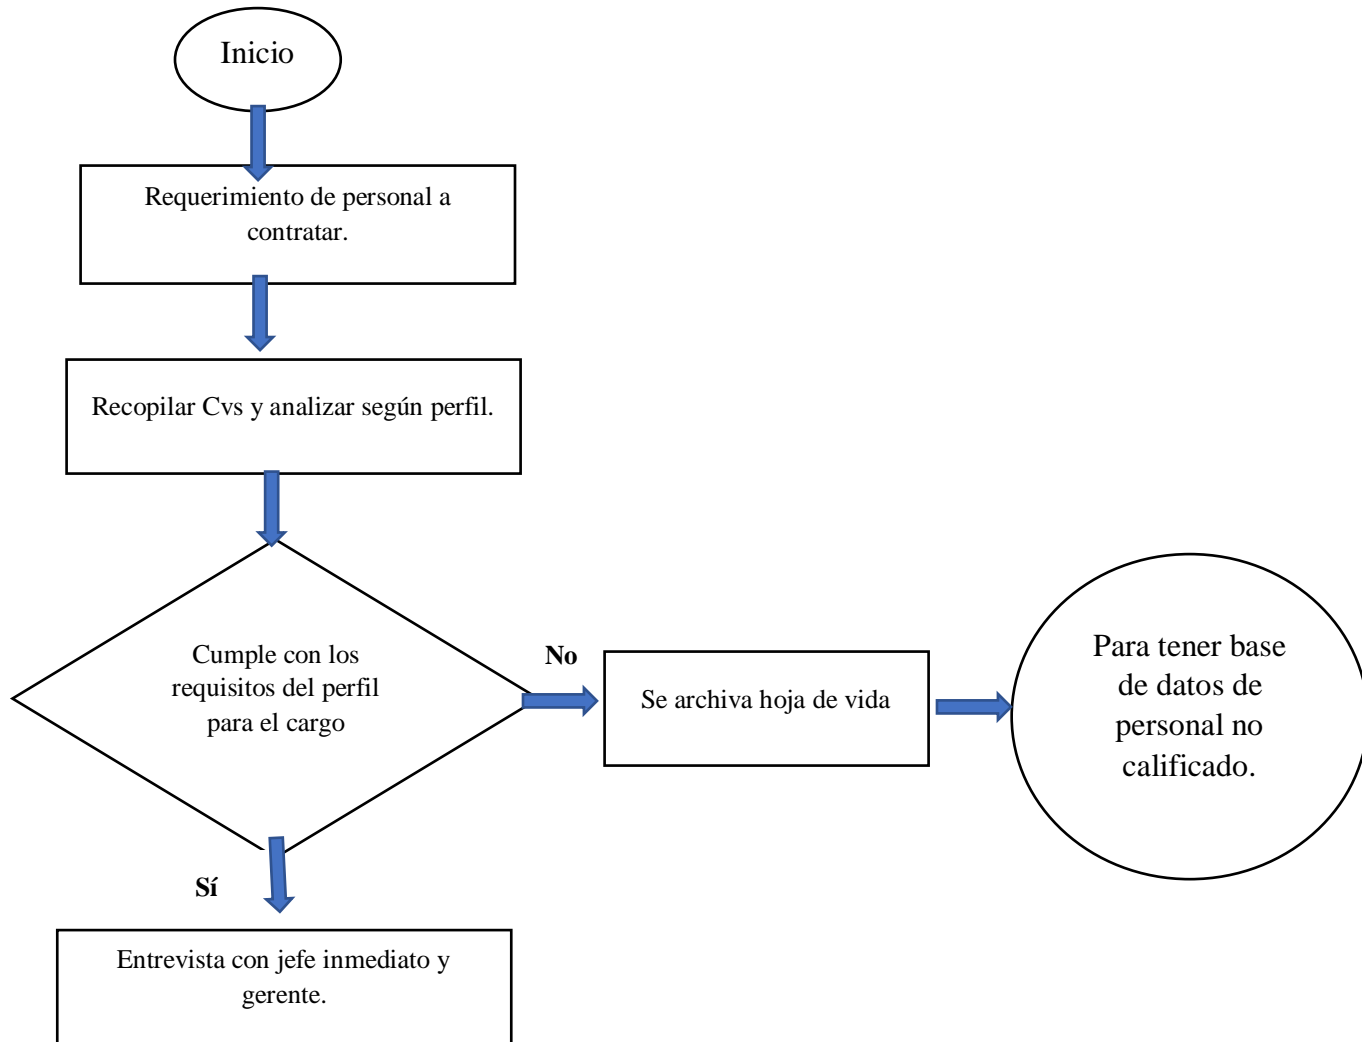 Inicio
Requerimiento de personal a
contratar.
Recopilar Cvs y analizar según perfil.
Cumple con los
requisitos del perfil
para el cargo
No
Se archiva hoja de vida
Para tener base
de datos de
personal no
calificado.
Sí
Entrevista con jefe inmediato y
gerente.